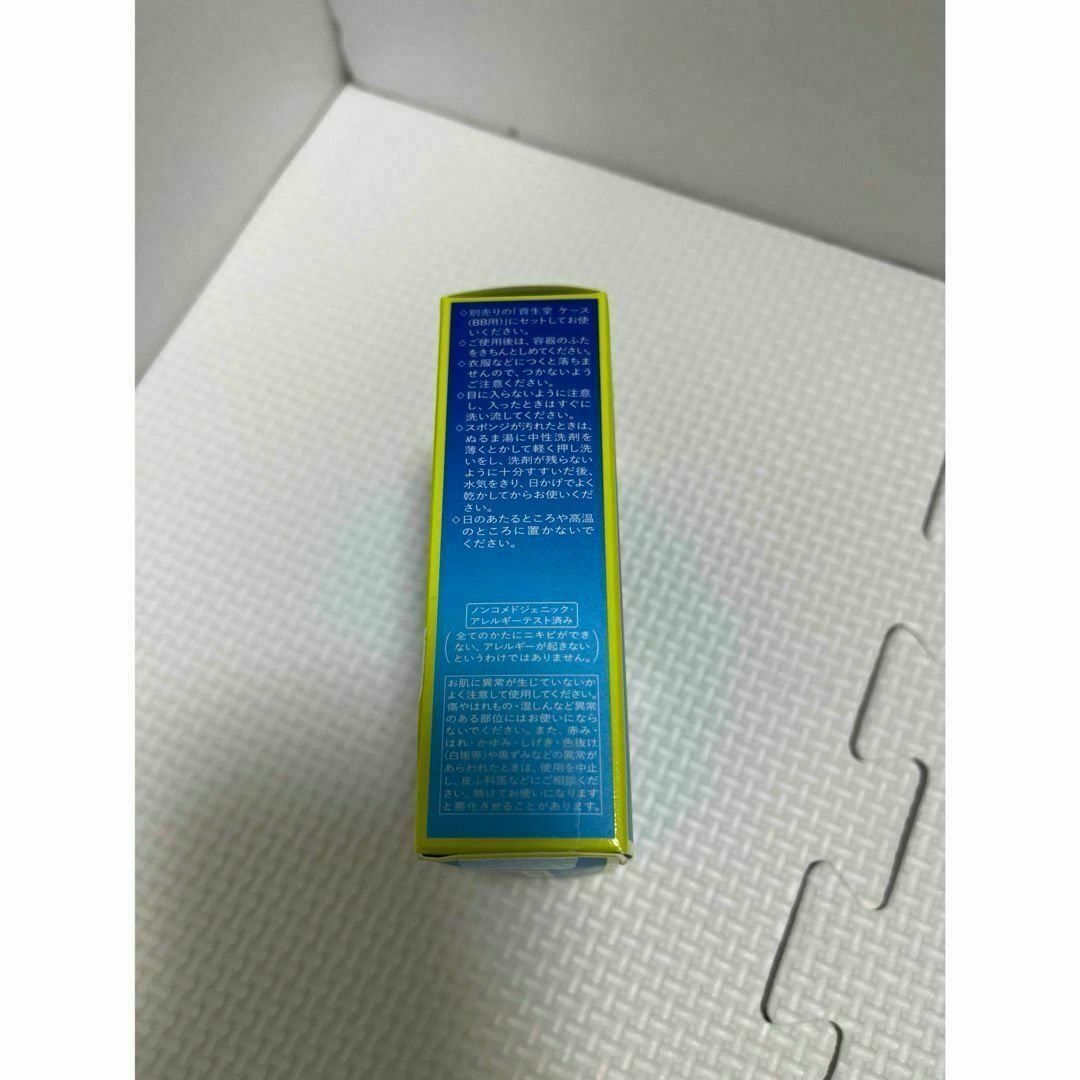 ◇別売りの「資生堂 ケース
(BB用)」にセットしてお使
いください。
◇ご使用後は、容器のふた
をきちんとしめてください。
◇衣服などにつくと落ちま
せんので、つかないよう
ご注意ください。
◇目に入らないように注意
し、入ったときはすぐに
洗い流してください。
◇スポンジが汚れたときは、
ぬるま湯に中性洗剤を
薄くとかして軽く押し洗
いをし、洗剤が残らない
ように十分すすいだ後、
水気をきり、日かげでよく
乾かしてからお使いくだ
さい。
◇日のあたるところや高温
のところに置かないで
ください。
ノンコメドジェニック・
アレルギーテスト済み
(全てのかたにニキビができ
ない、アレルギーが起きない
というわけではありません。)
お肌に異常が生じていないか
よく注意して使用してください。
傷やはれもの・湿しんなど異常
のある部位にはお使いになら
ないでください。また、赤み・
はれ・かゆみ・しげき・色抜け
(白斑等)や黒ずみなどの異常が
あらわれたときは、使用を中止
し、皮ふ科医などにご相談くだ
さい。続けてお使いになります
と悪化させることがあります。